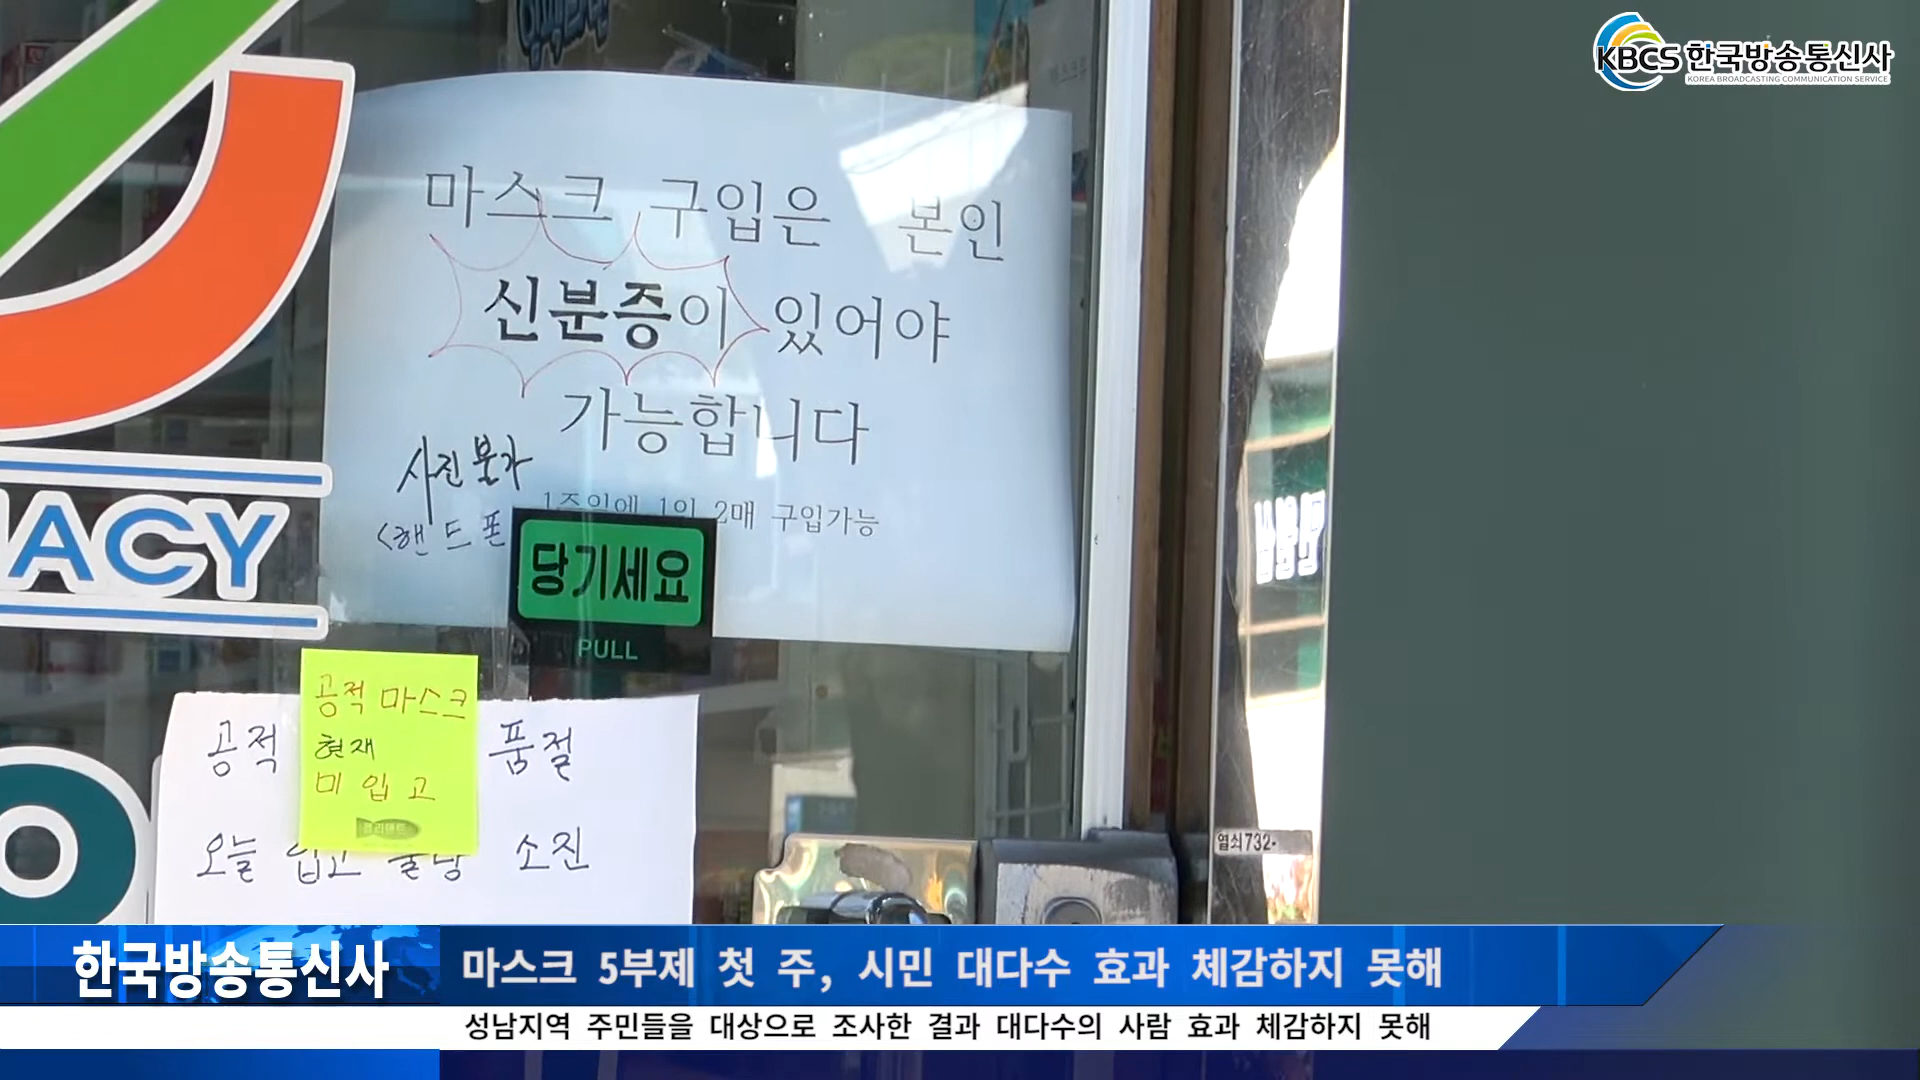 KBCS 한국방송통신사
KOREA BROADCASTING COMMUNICATION SERVICE
마스크 구입은 본인
신분증이 있어야
가능합니다
사진불가
<핸드폰
1주일에 1인 2매 구입가능
당기세요
PULL
ACY
공적 마스크
현재
미입고
공적 품절
오늘 입고 물량 소진
열쇠732-
한국방송통신사
마스크 5부제 첫 주, 시민 대다수 효과 체감하지 못해
성남지역 주민들을 대상으로 조사한 결과 대다수의 사람 효과 체감하지 못해